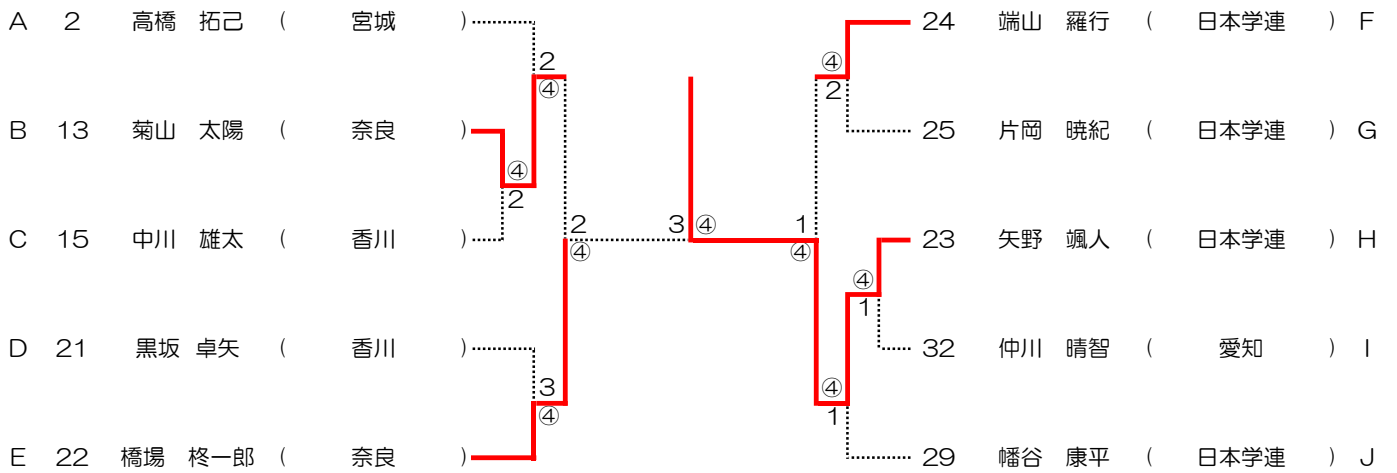 A 2 高橋 拓己 ( 宮城 ) 24 端山 羅行 ( 日本学連 ) F
2 ④
④ 2
B 13 菊山 太陽 ( 奈良 ) 25 片岡 暁紀 ( 日本学連 ) G
④
2
C 15 中川 雄太 ( 香川 ) 2 3 ④ 1 23 矢野 颯人 ( 日本学連 ) H
④ ④
④
1
D 21 黒坂 卓矢 ( 香川 ) 32 仲川 晴智 ( 愛知 ) I
3 ④
④ 1
E 22 橋場 柊一郎 ( 奈良 ) 29 幡谷 康平 ( 日本学連 ) J